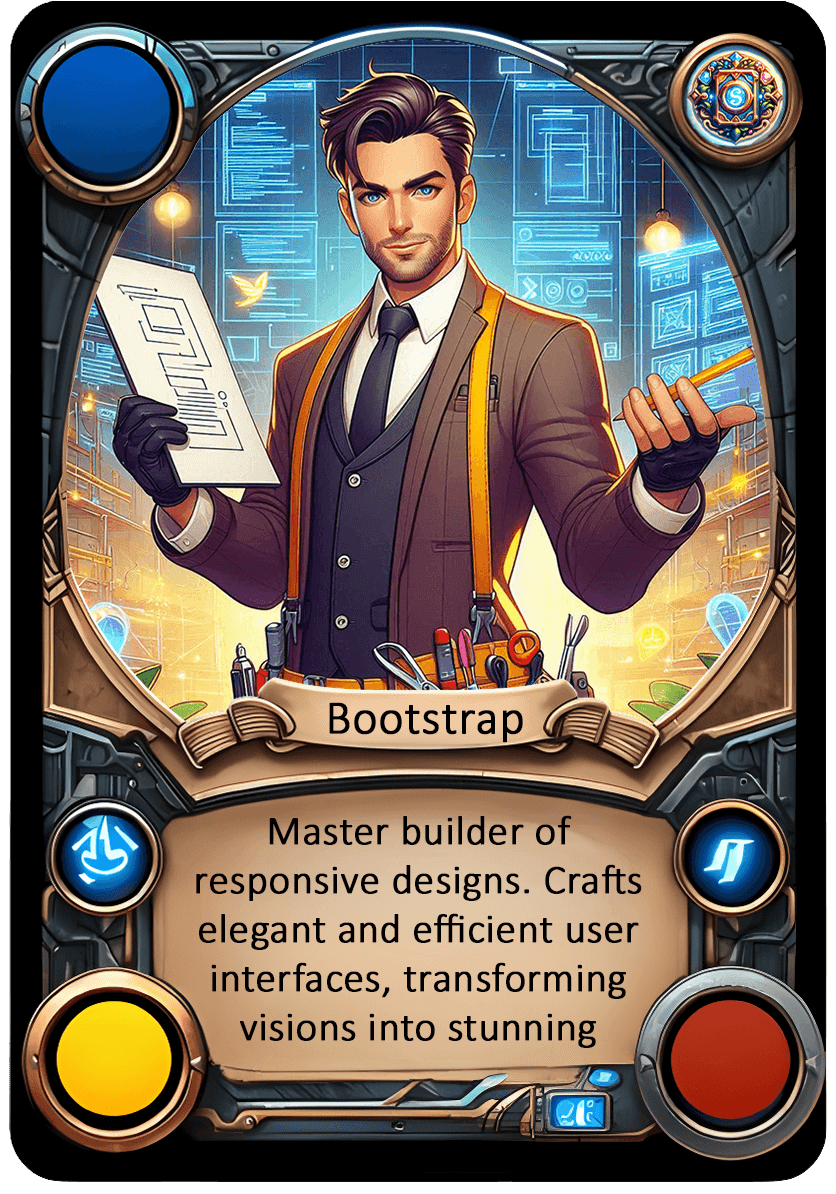 Bootstrap
Master builder of
responsive designs. Crafts
elegant and efficient user
interfaces, transforming
visions into stunning